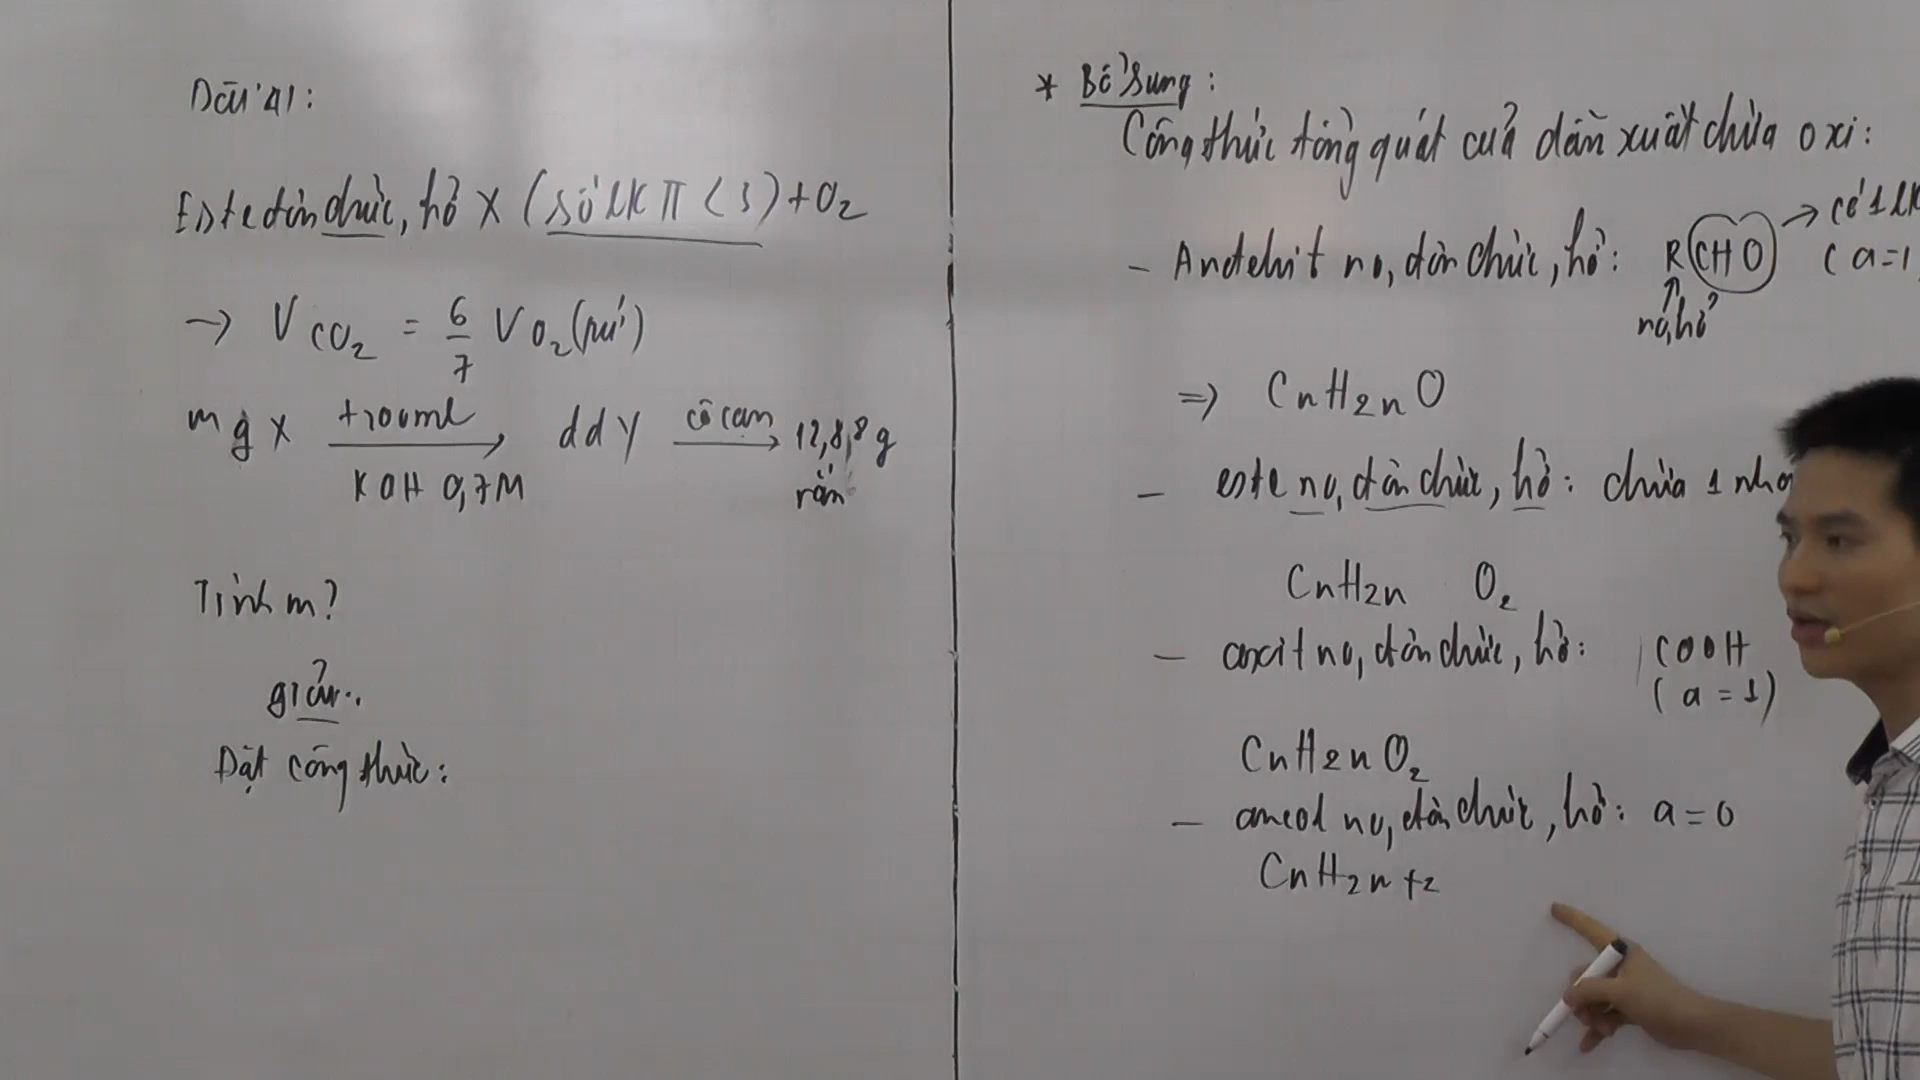 Bài 41:
Este đơn chức, hở X (số lk π < 3) + O2
→ V CO2 = 6/7 V O2 (pứ)
m g X +200ml KOH 0,7M → dd Y cô cạn → 12,88 g rắn
Tính m?
giải:
Đặt công thức:
* Bổ sung:
Công thức tổng quát của dẫn xuất chứa oxi:
- Andehit no, đơn chức, hở: R CHO → có 1 lk
(a=1
no, hở
=> CnH2nO
- este no, đơn chức, hở: chứa 1
CnH2n O2
- axit no, đơn chức, hở: COOH
(a = 1)
CnH2nO2
- ancol no, đơn chức, hở: a = 0
CnH2n+2